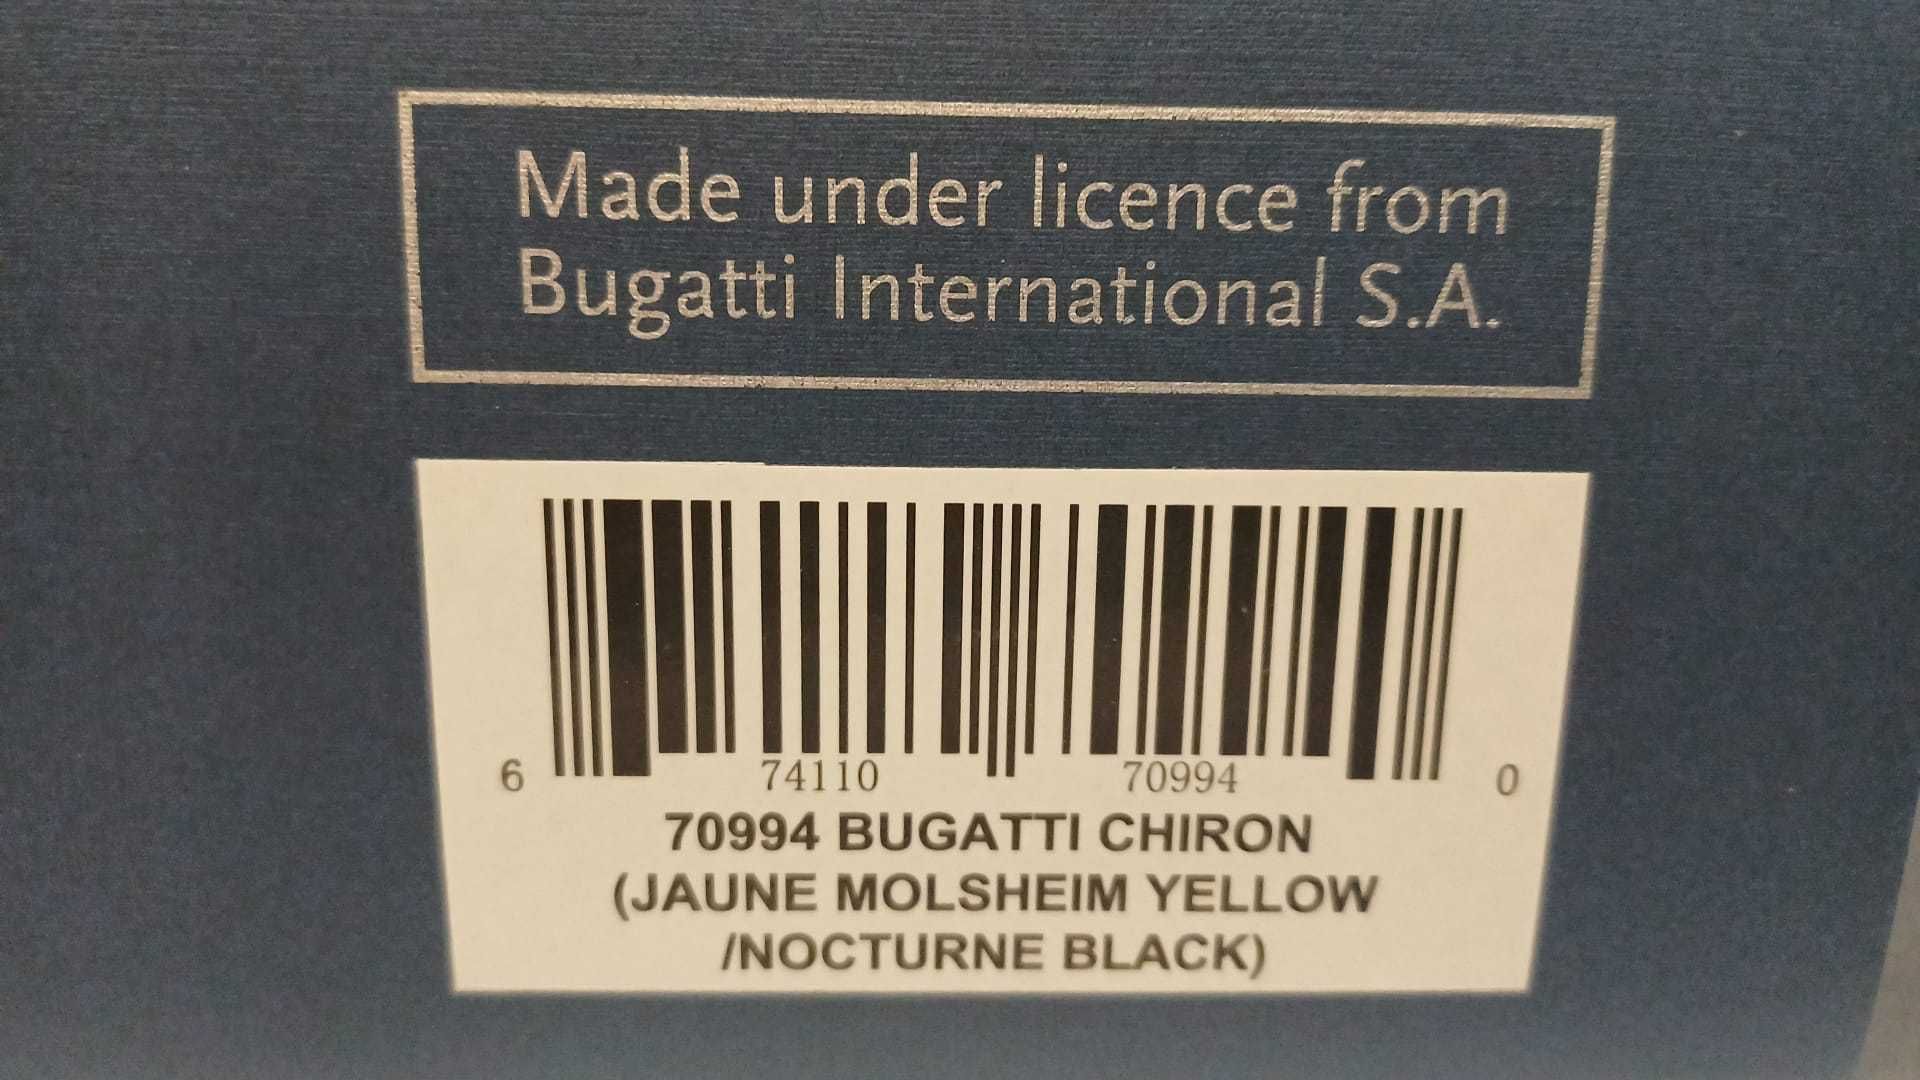 Made under licence from
Bugatti International S.A.
6 74110 70994 0
70994 BUGATTI CHIRON
(JAUNE MOLSHEIM YELLOW
/NOCTURNE BLACK)